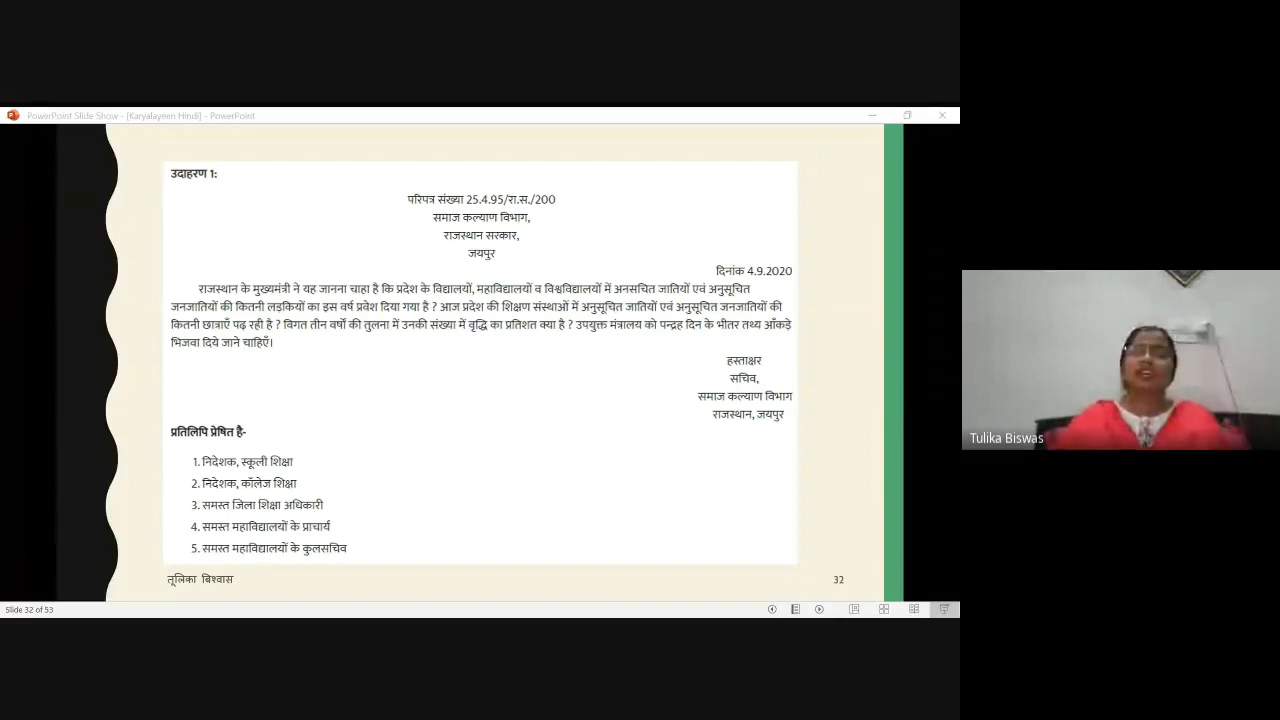 PowerPoint Slide Show - [Karyalayeen Hindi] - PowerPoint
उदाहरण 1:
परिपत्र संख्या 25.4.95/रा.स./200
समाज कल्याण विभाग,
राजस्थान सरकार,
जयपुर
दिनांक 4.9.2020
राजस्थान के मुख्यमंत्री ने यह जानना चाहा है कि प्रदेश के विद्यालयों, महाविद्यालयों व विश्वविद्यालयों में अनसचित जातियों एवं अनुसूचित
जनजातियों की कितनी लड़कियों का इस वर्ष प्रवेश दिया गया है ? आज प्रदेश की शिक्षण संस्थाओं में अनुसूचित जातियों एवं अनुसूचित जनजातियों की
कितनी छात्राएँ पढ़ रही है ? विगत तीन वर्षों की तुलना में उनकी संख्या में वृद्धि का प्रतिशत क्या है ? उपयुक्त मंत्रालय को पन्द्रह दिन के भीतर तथ्य आँकड़े
भिजवा दिये जाने चाहिएँ।
हस्ताक्षर
सचिव,
समाज कल्याण विभाग
राजस्थान, जयपुर
प्रतिलिपि प्रेषित है-
1. निदेशक, स्कूली शिक्षा
2. निदेशक, कॉलेज शिक्षा
3. समस्त जिला शिक्षा अधिकारी
4. समस्त महाविद्यालयों के प्राचार्य
5. समस्त महाविद्यालयों के कुलसचिव
तूलिका बिश्वास
32
Slide 32 of 53
Tulika Biswas